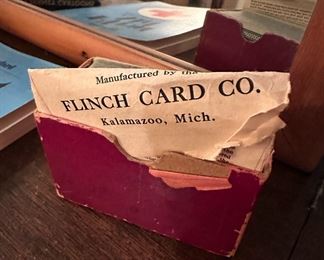 Manufactured by the
FLINCH CARD CO.
Kalamazoo, Mich.